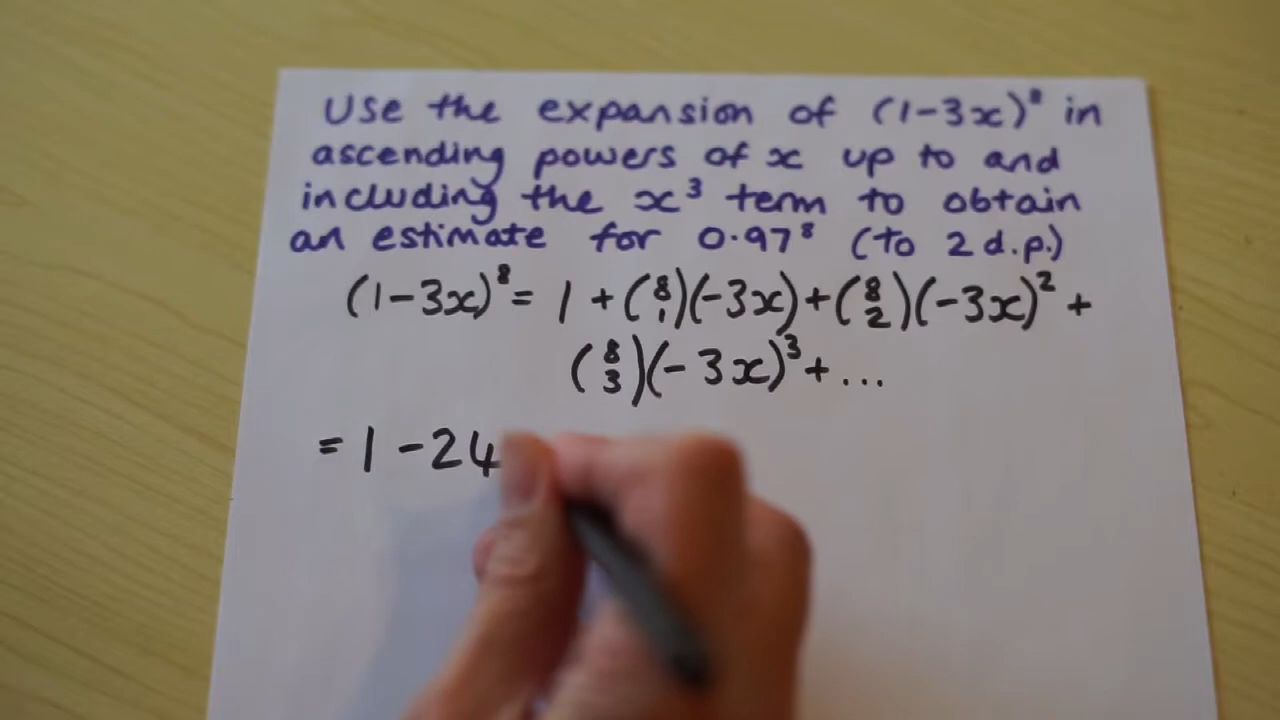 Use the expansion of (1-3x)⁸ in
ascending powers of x up to and
including the x³ term to obtain
an estimate for 0.97⁸ (to 2 d.p.)
(1-3x)⁸ = 1 + (8 1)(-3x) + (8 2)(-3x)² +
(8 3)(-3x)³ + ...
= 1 - 24